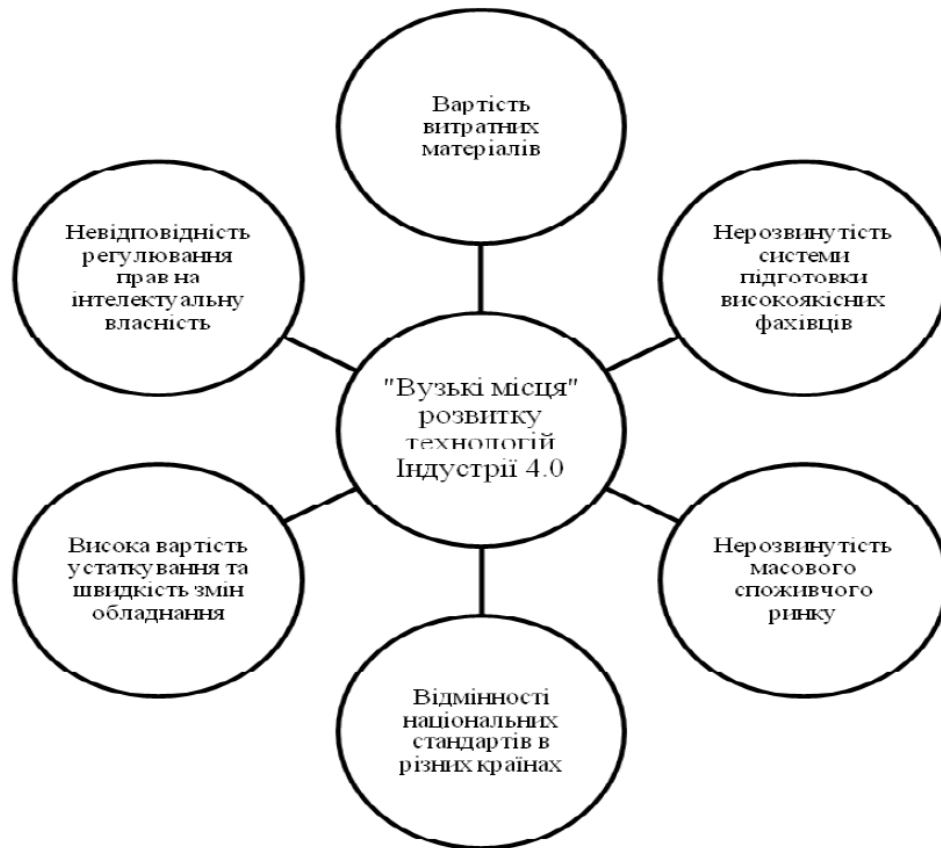 Вартість
витратних
матеріалів
Невідповідність
регулювання
прав на
інтелектуальну
власність
Нерозвинутість
системи
підготовки
високоякісних
фахівців
"Вузькі місця"
розвитку
технологій
Індустрії 4.0
Висока вартість
устаткування та
швидкість змін
обладнання
Нерозвинутість
масового
споживчого
ринку
Відмінності
національних
стандартів в
різних країнах